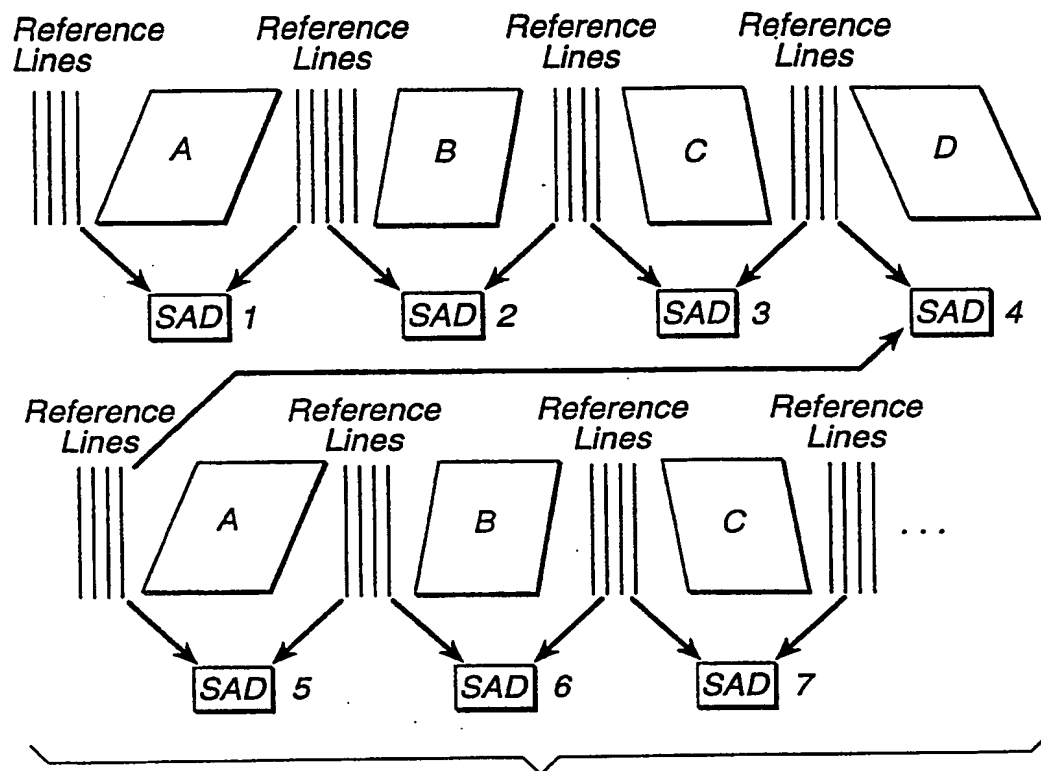 Reference Lines
Reference Lines
Reference Lines
Reference Lines
A
B
C
D
SAD 1
SAD 2
SAD 3
SAD 4
Reference Lines
Reference Lines
Reference Lines
Reference Lines
A
B
C
...
SAD 5
SAD 6
SAD 7